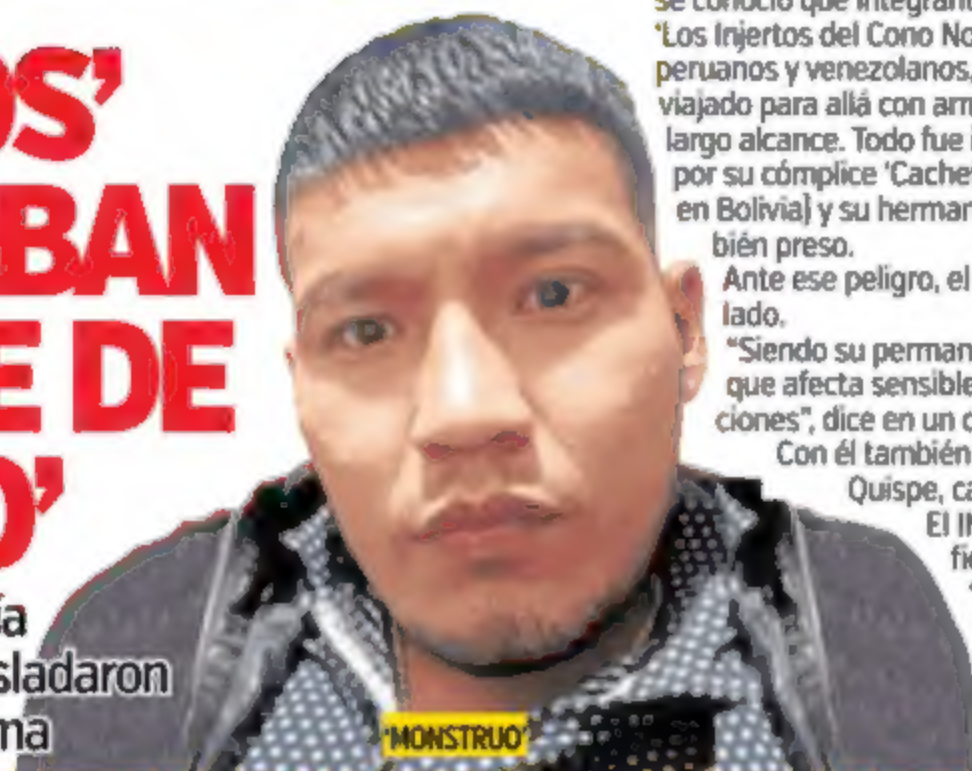 OS'
BAN
E DE
O'
ía
sladaron
ma
'MONSTRUO'
se conoció que integrant
'Los Injertos del Cono No
peruanos y venezolanos,
viajado para allá con arm
largo alcance. Todo fue
por su cómplice 'Cache
en Bolivia) y su herman
bién preso.
Ante ese peligro, el
lado.
"Siendo su perman
que afecta sensible
ciones", dice en un
Con él también
Quispe, ca
El I
fi